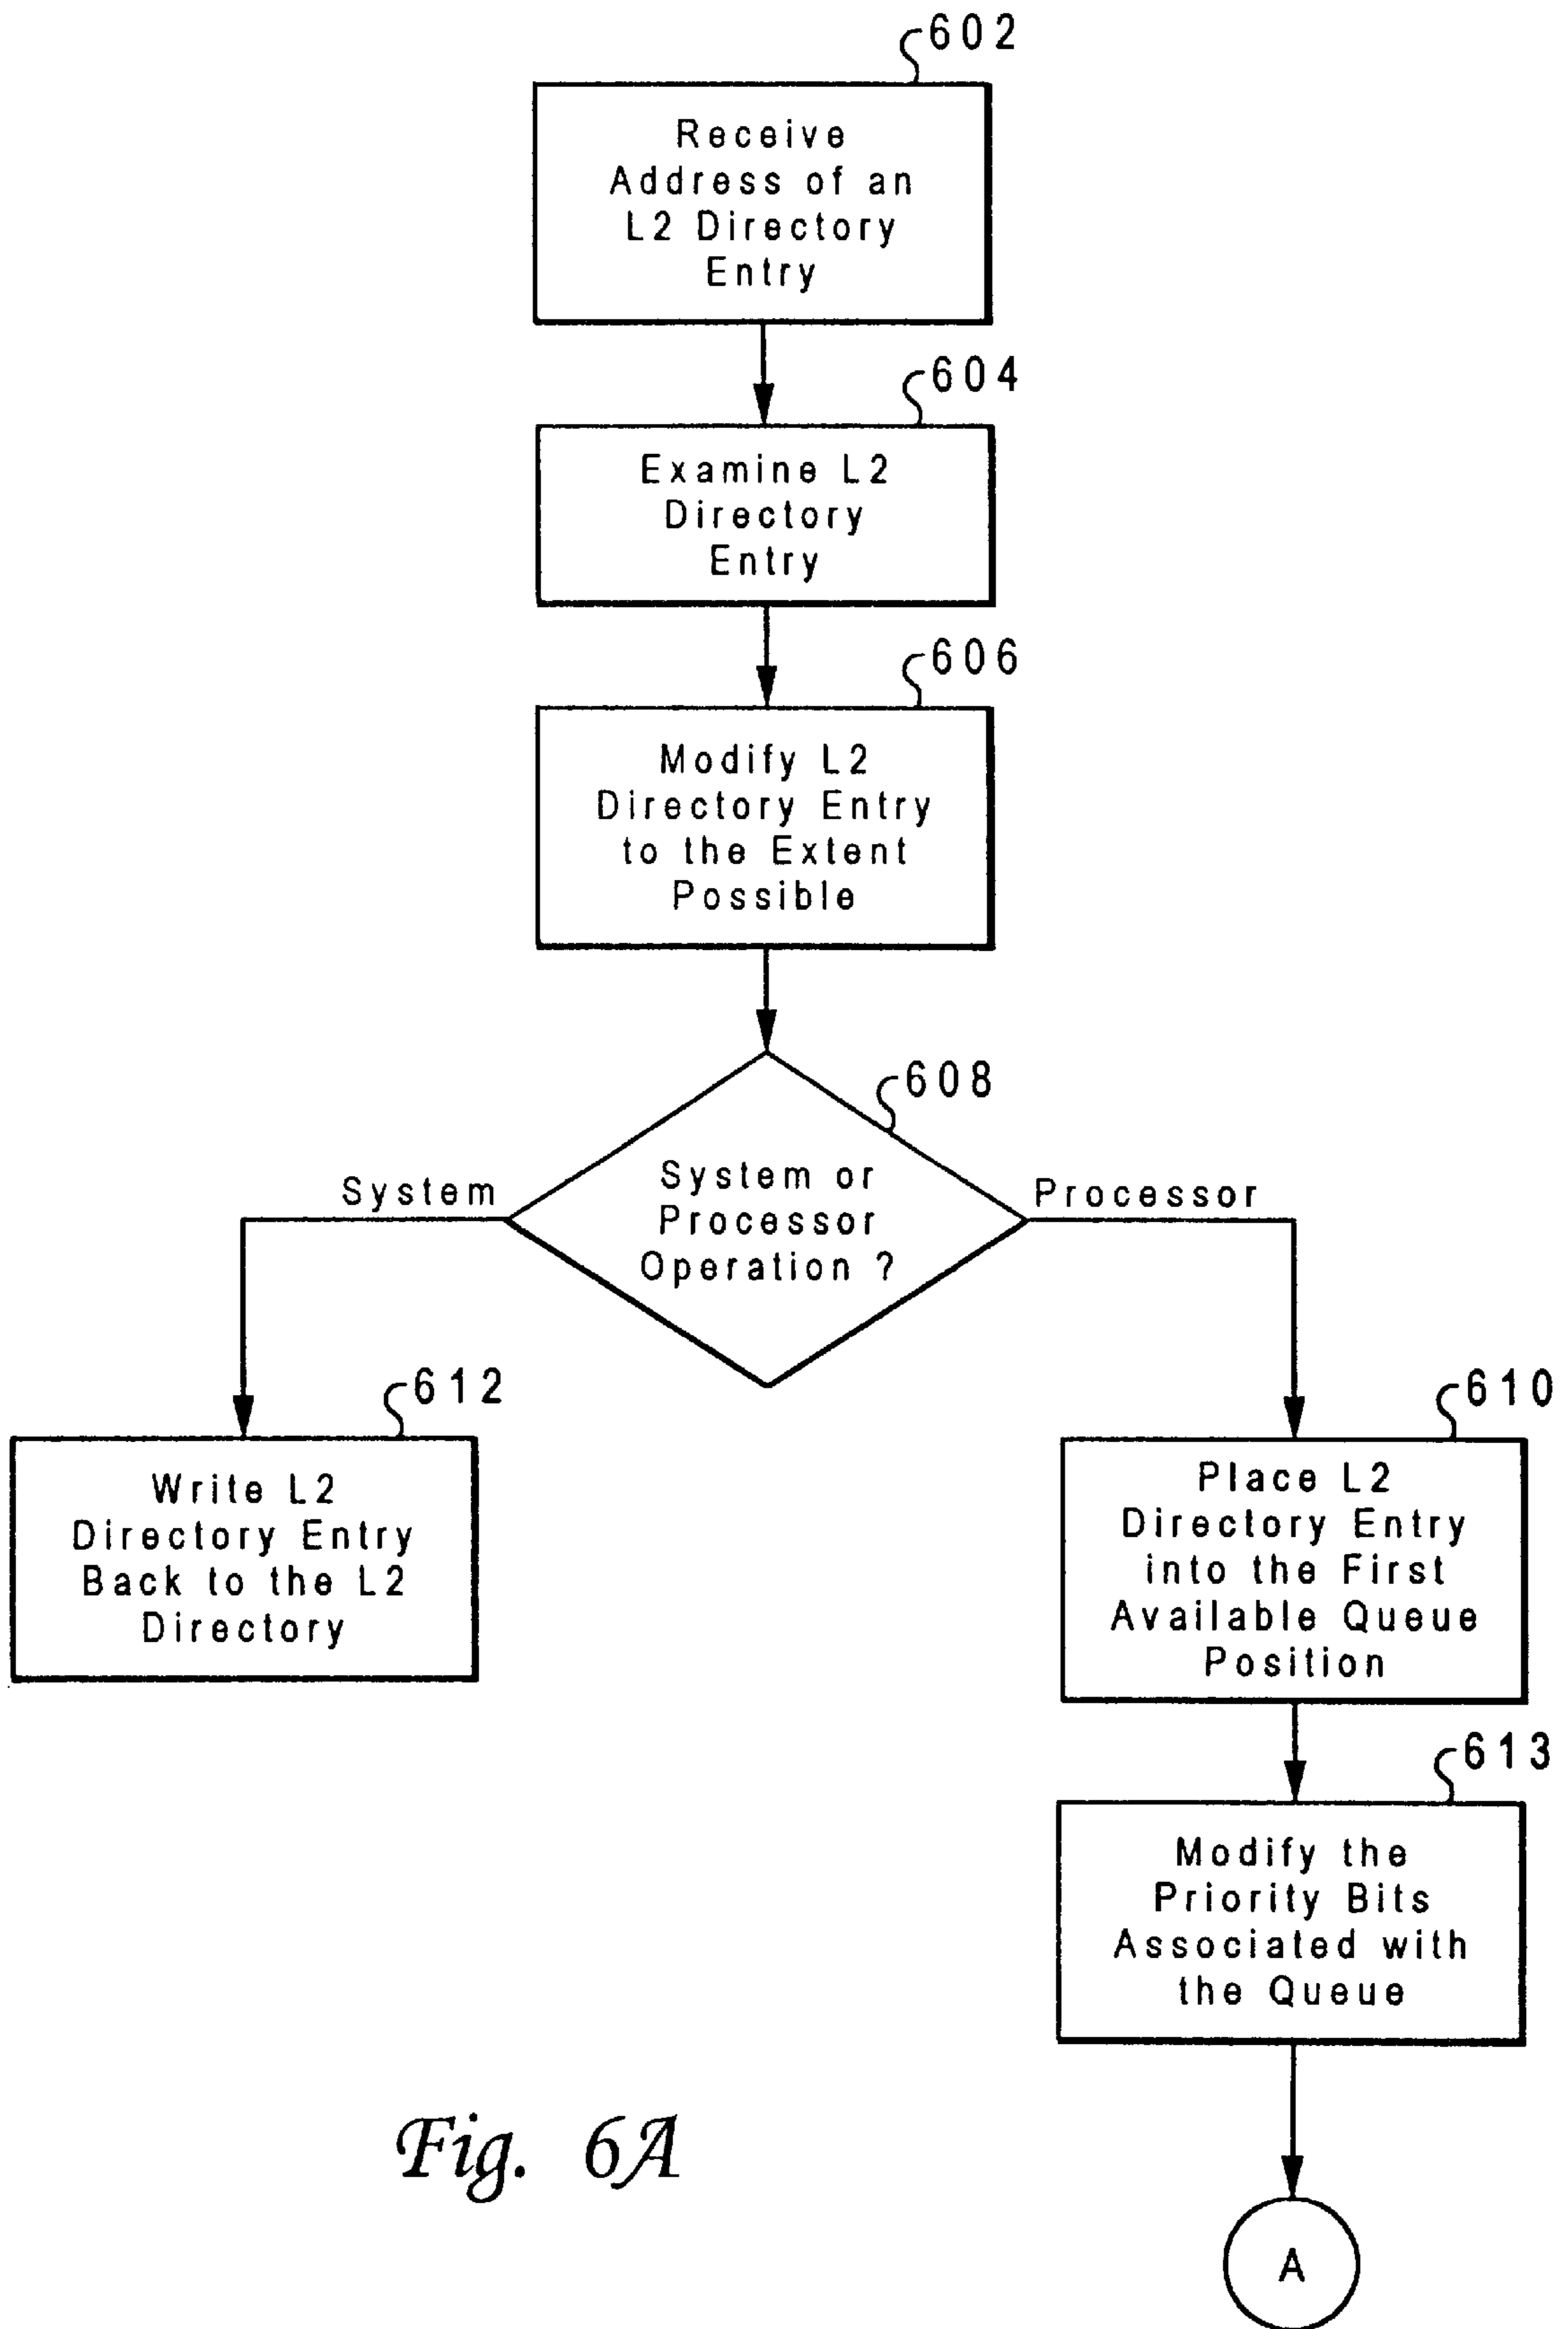 602
Receive
Address of an
L2 Directory
Entry
604
Examine L2
Directory
Entry
606
Modify L2
Directory Entry
to the Extent
Possible
608
System or
Processor
Operation ?
System
Processor
612
Write L2
Directory Entry
Back to the L2
Directory
610
Place L2
Directory Entry
into the First
Available Queue
Position
613
Modify the
Priority Bits
Associated with
the Queue
A
Fig. 6A